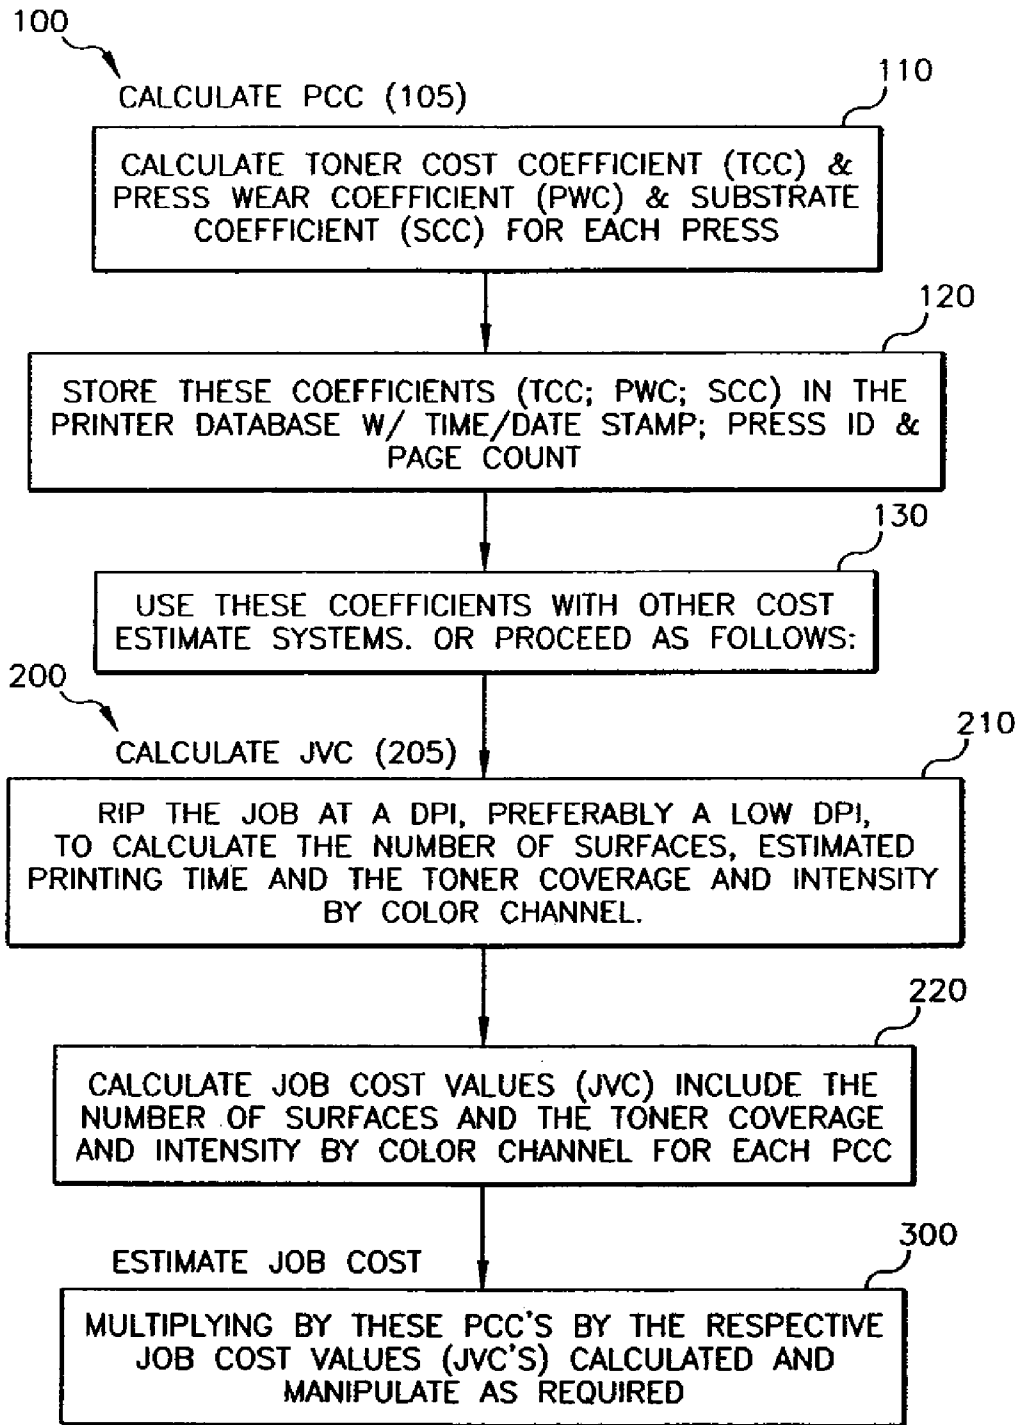 100
CALCULATE PCC (105)
110
CALCULATE TONER COST COEFFICIENT (TCC) &
PRESS WEAR COEFFICIENT (PWC) & SUBSTRATE
COEFFICIENT (SCC) FOR EACH PRESS
120
STORE THESE COEFFICIENTS (TCC; PWC; SCC) IN THE
PRINTER DATABASE W/ TIME/DATE STAMP; PRESS ID &
PAGE COUNT
130
USE THESE COEFFICIENTS WITH OTHER COST
ESTIMATE SYSTEMS. OR PROCEED AS FOLLOWS:
200
CALCULATE JVC (205)
210
RIP THE JOB AT A DPI, PREFERABLY A LOW DPI,
TO CALCULATE THE NUMBER OF SURFACES, ESTIMATED
PRINTING TIME AND THE TONER COVERAGE AND INTENSITY
BY COLOR CHANNEL.
220
CALCULATE JOB COST VALUES (JVC) INCLUDE THE
NUMBER OF SURFACES AND THE TONER COVERAGE
AND INTENSITY BY COLOR CHANNEL FOR EACH PCC
ESTIMATE JOB COST
300
MULTIPLYING BY THESE PCC'S BY THE RESPECTIVE
JOB COST VALUES (JVC'S) CALCULATED AND
MANIPULATE AS REQUIRED